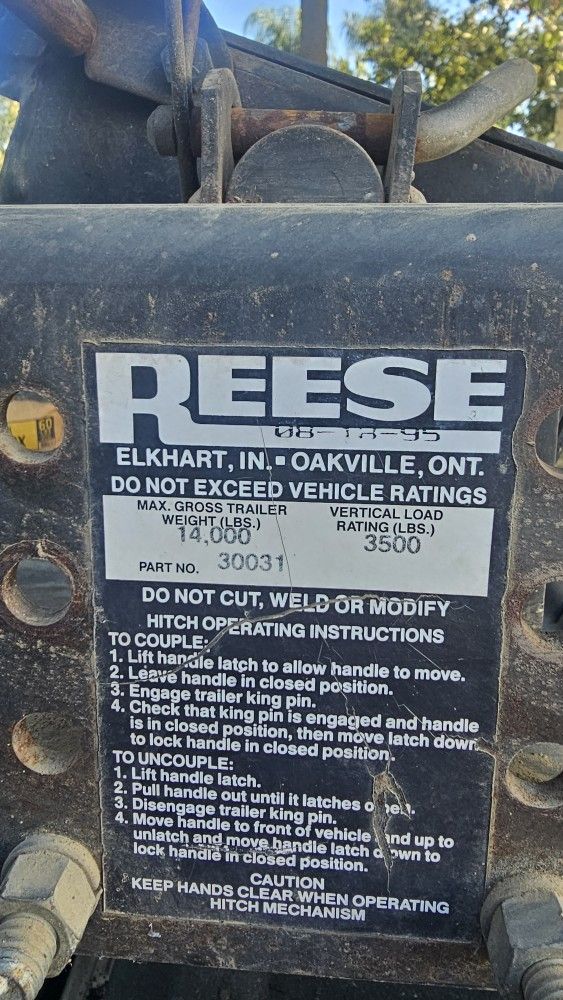 REESE
08-18-95
ELKHART, IN. ▪ OAKVILLE, ONT.
DO NOT EXCEED VEHICLE RATINGS
MAX. GROSS TRAILER WEIGHT (LBS.)
14,000
VERTICAL LOAD RATING (LBS.)
3500
PART NO. 30031
DO NOT CUT, WELD OR MODIFY
HITCH OPERATING INSTRUCTIONS
TO COUPLE:
1. Lift handle latch to allow handle to move.
2. Leave handle in closed position.
3. Engage trailer king pin.
4. Check that king pin is engaged and handle
is in closed position, then move latch down
to lock handle in closed position.
TO UNCOUPLE:
1. Lift handle latch.
2. Pull handle out until it latches open.
3. Disengage trailer king pin.
4. Move handle to front of vehicle and up to
unlatch and move handle latch down to
lock handle in closed position.
CAUTION
KEEP HANDS CLEAR WHEN OPERATING
HITCH MECHANISM